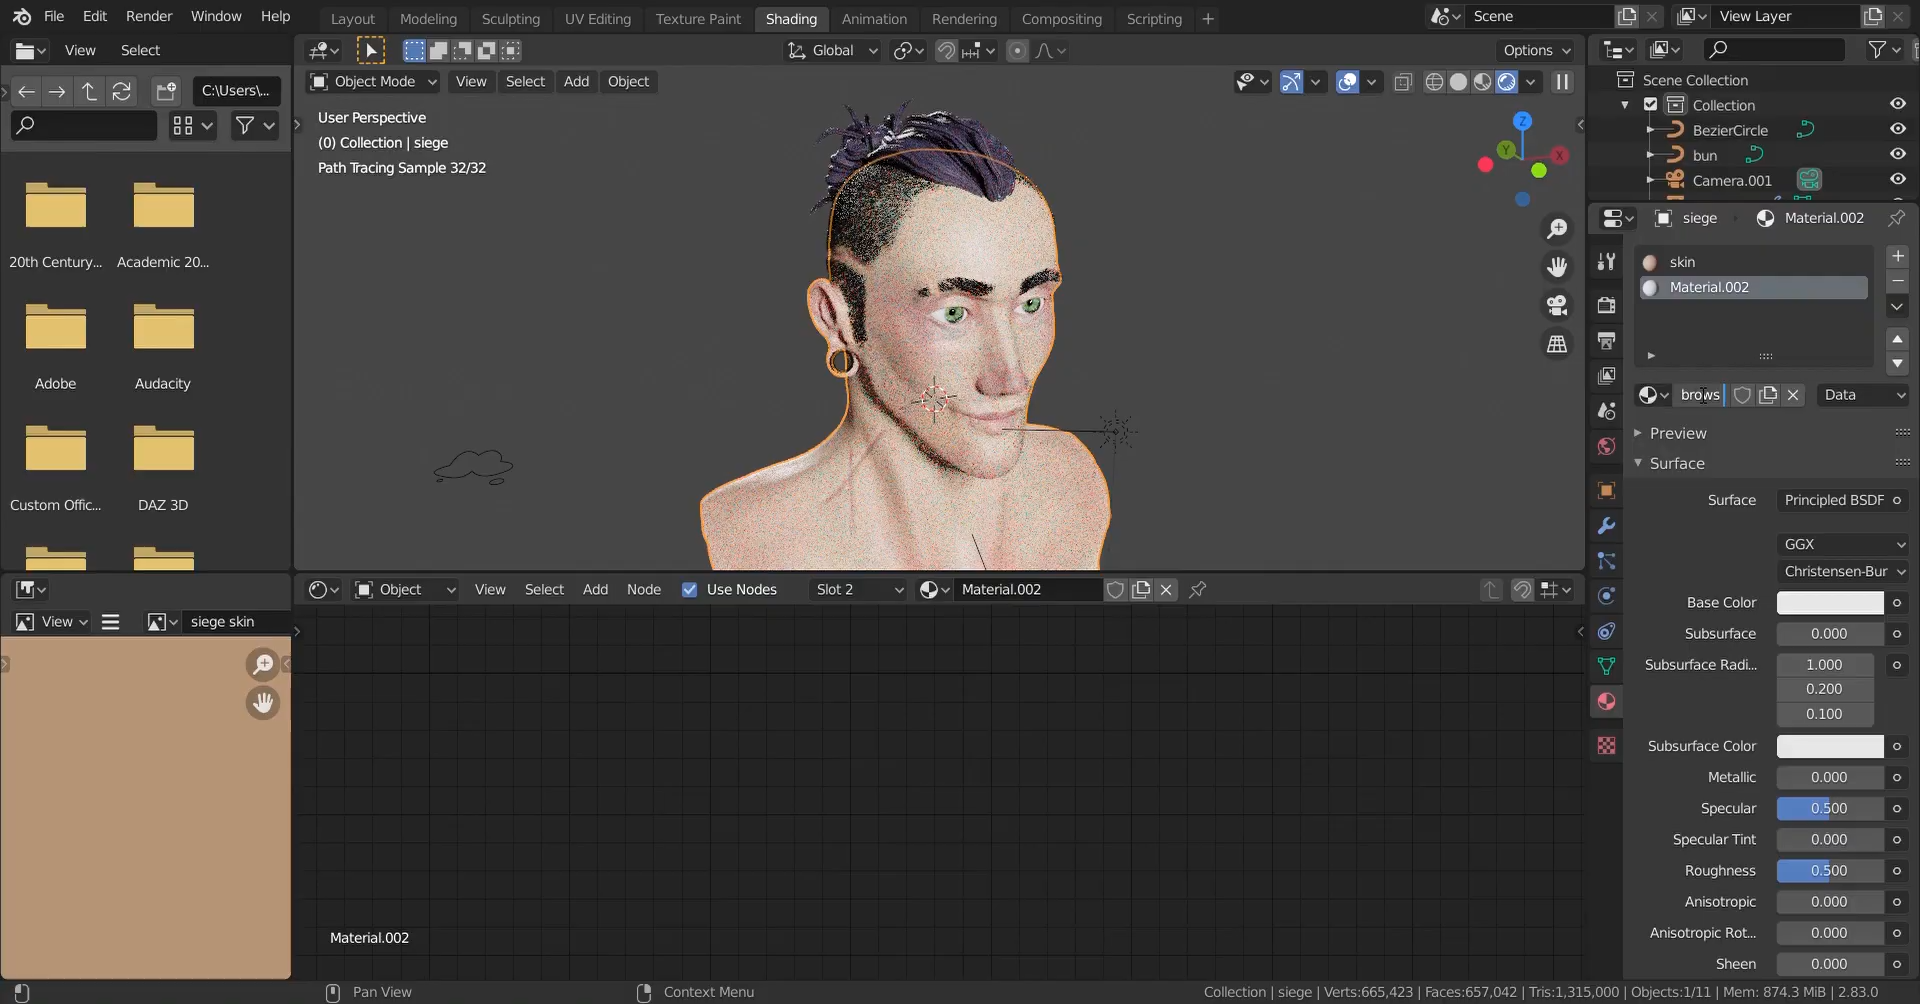 File Edit Render Window Help Layout Modeling Sculpting UV Editing Texture Paint Shading Animation Rendering Compositing Scripting + Scene View Layer
View Select Global Options
C:\Users\... Object Mode View Select Add Object
User Perspective
(0) Collection | siege
Path Tracing Sample 32/32
Z
Y
X
20th Century... Academic 20...
Adobe Audacity
Custom Offic... DAZ 3D
Scene Collection
Collection
BezierCircle
bun
Camera.001
siege Material.002
skin
Material.002
brows Data
Preview
Surface
Surface Principled BSDF
GGX
Christensen-Bur
Base Color
Subsurface 0.000
Subsurface Radi... 1.000
0.200
0.100
Subsurface Color
Metallic 0.000
Specular 0.500
Specular Tint 0.000
Roughness 0.500
Anisotropic 0.000
Anisotropic Rot... 0.000
Sheen 0.000
Object View Select Add Node Use Nodes Slot 2 Material.002
View siege skin
Material.002
Pan View Context Menu Collection | siege | Verts:665,423 | Faces:657,042 | Tris:1,315,000 | Objects:1/11 | Mem: 874.3 MiB | 2.83.0